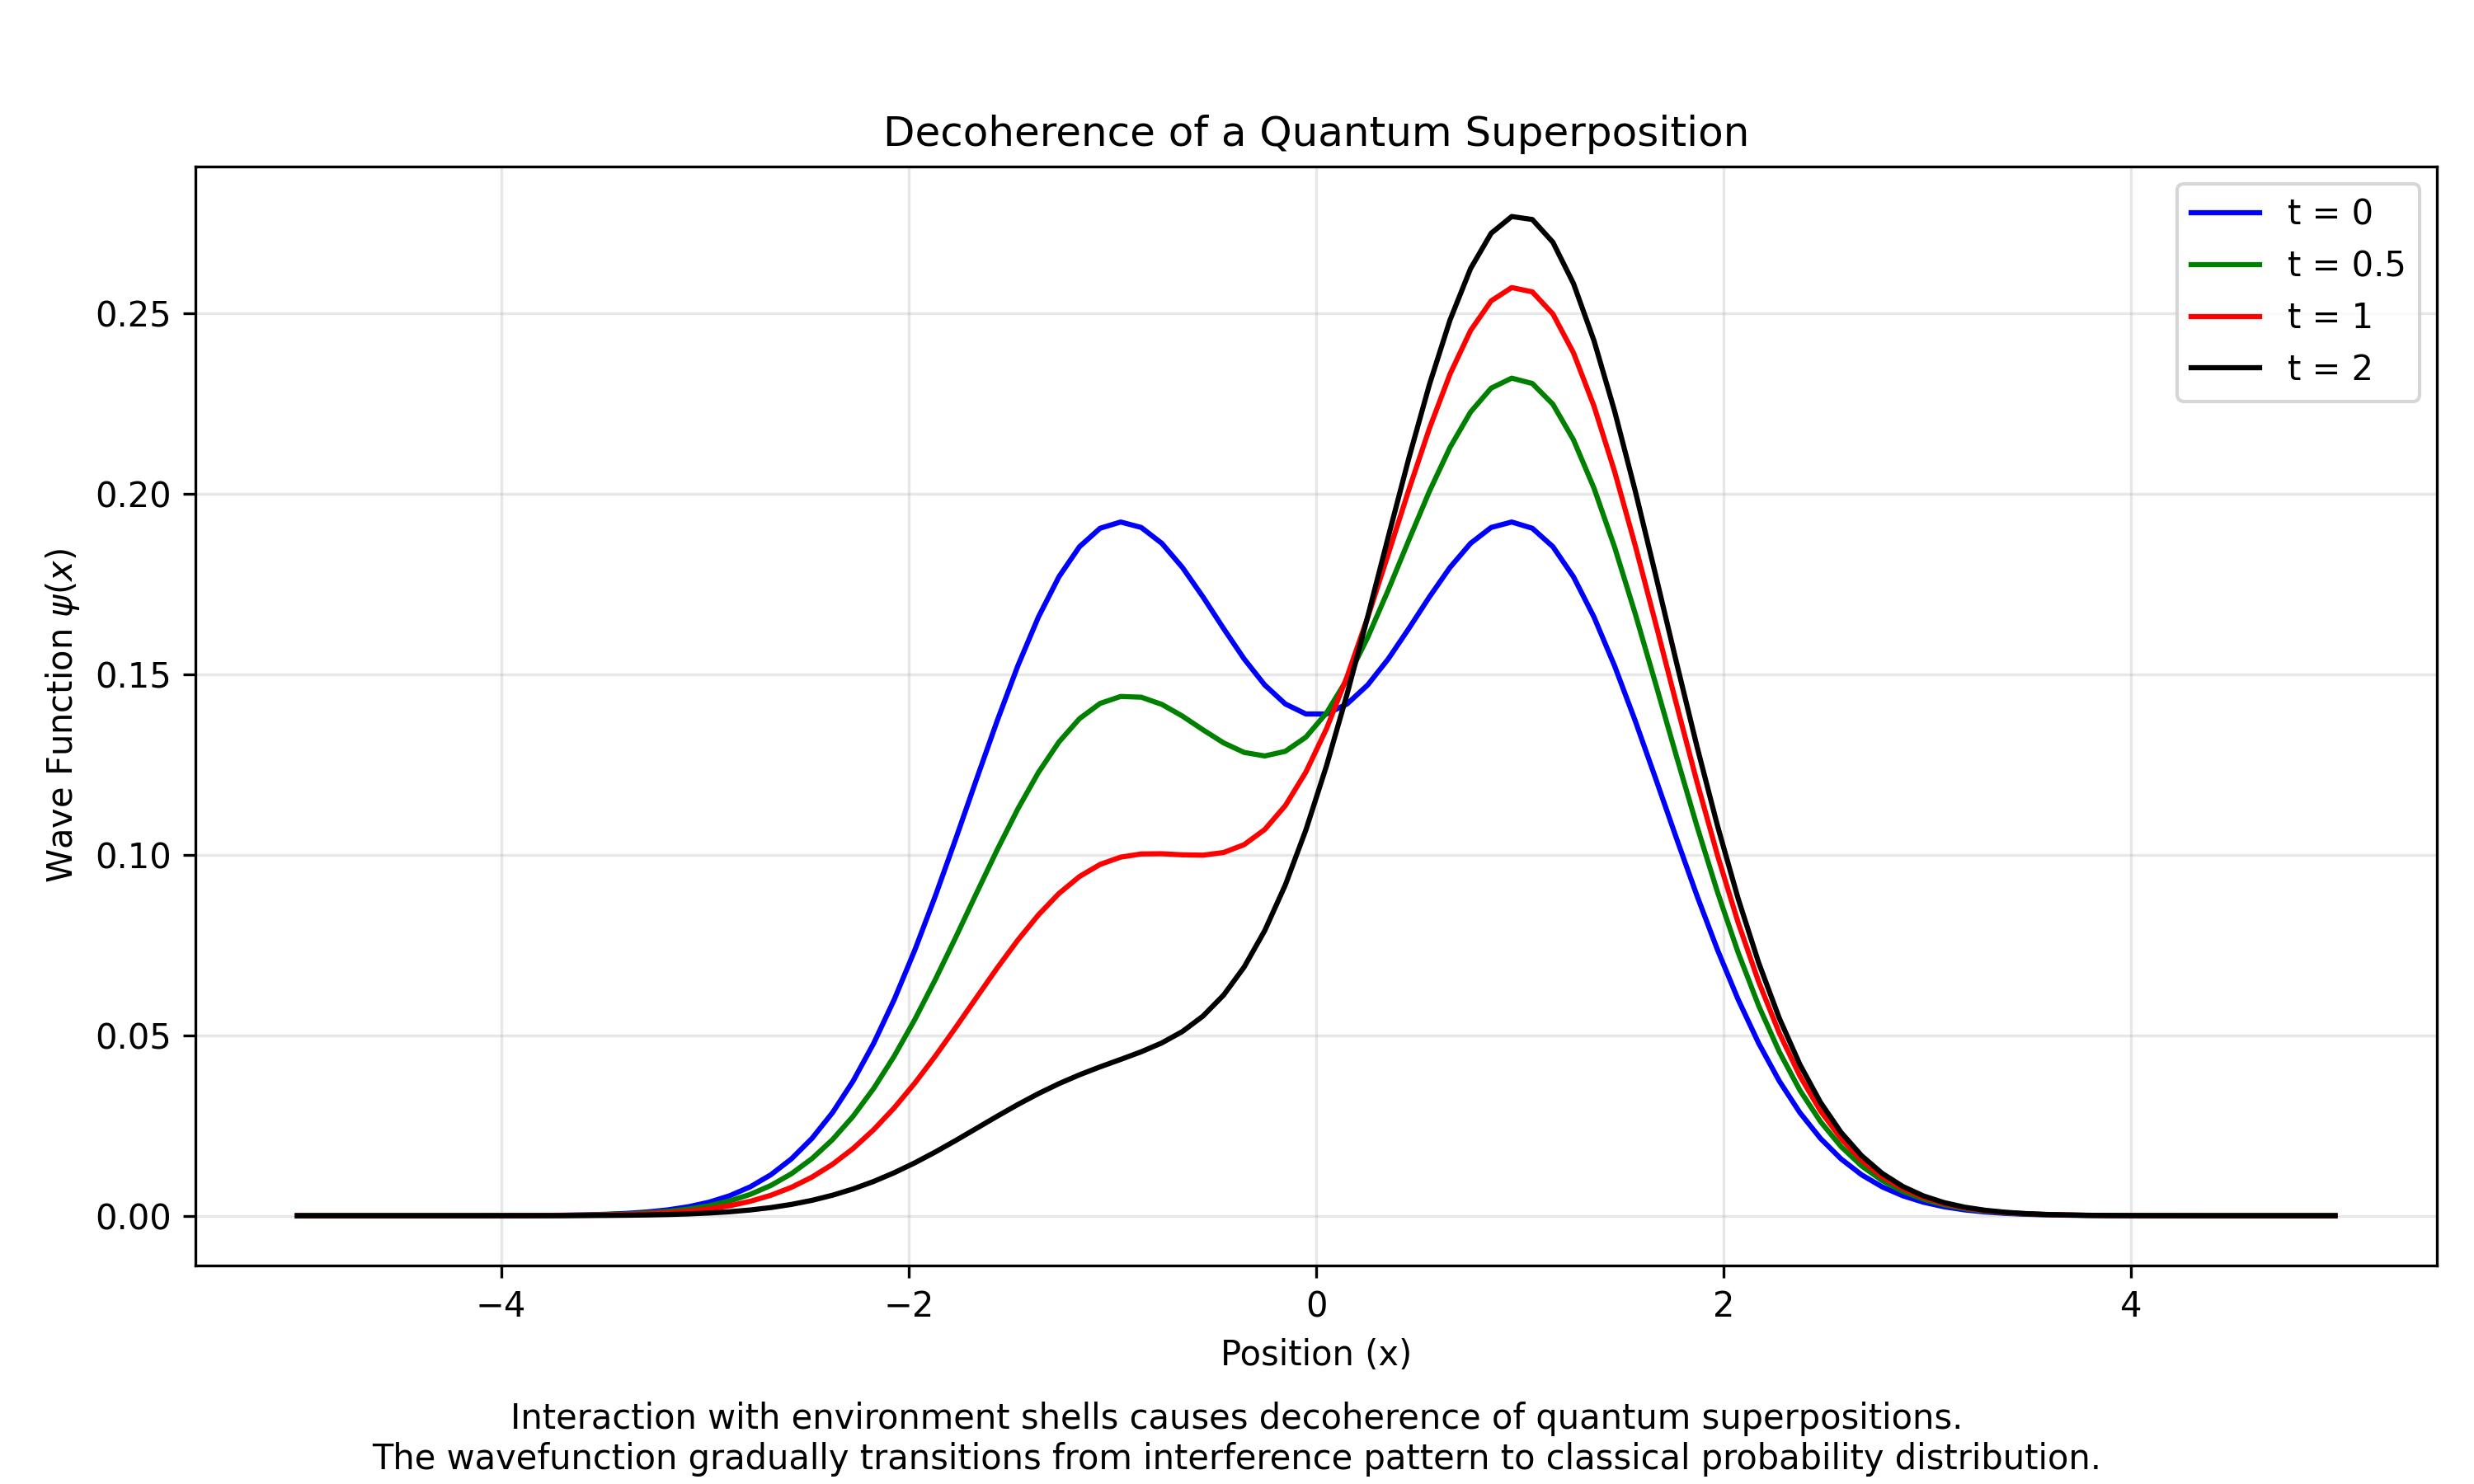 Decoherence of a Quantum Superposition
t = 0
t = 0.5
t = 1
t = 2
Wave Function ψ(x)
0.25
0.20
0.15
0.10
0.05
0.00
−4
−2
0
2
4
Position (x)
Interaction with environment shells causes decoherence of quantum superpositions.
The wavefunction gradually transitions from interference pattern to classical probability distribution.